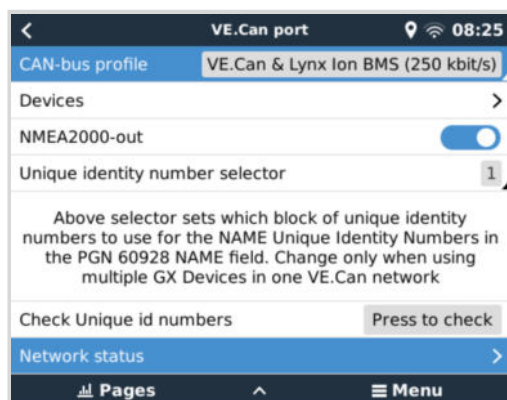 VE.Can port 08:25
CAN-bus profile VE.Can & Lynx Ion BMS (250 kbit/s)
Devices
NMEA2000-out
Unique identity number selector 1
Above selector sets which block of unique identity
numbers to use for the NAME Unique Identity Numbers in
the PGN 60928 NAME field. Change only when using
multiple GX Devices in one VE.Can network
Check Unique id numbers Press to check
Network status
Pages Menu